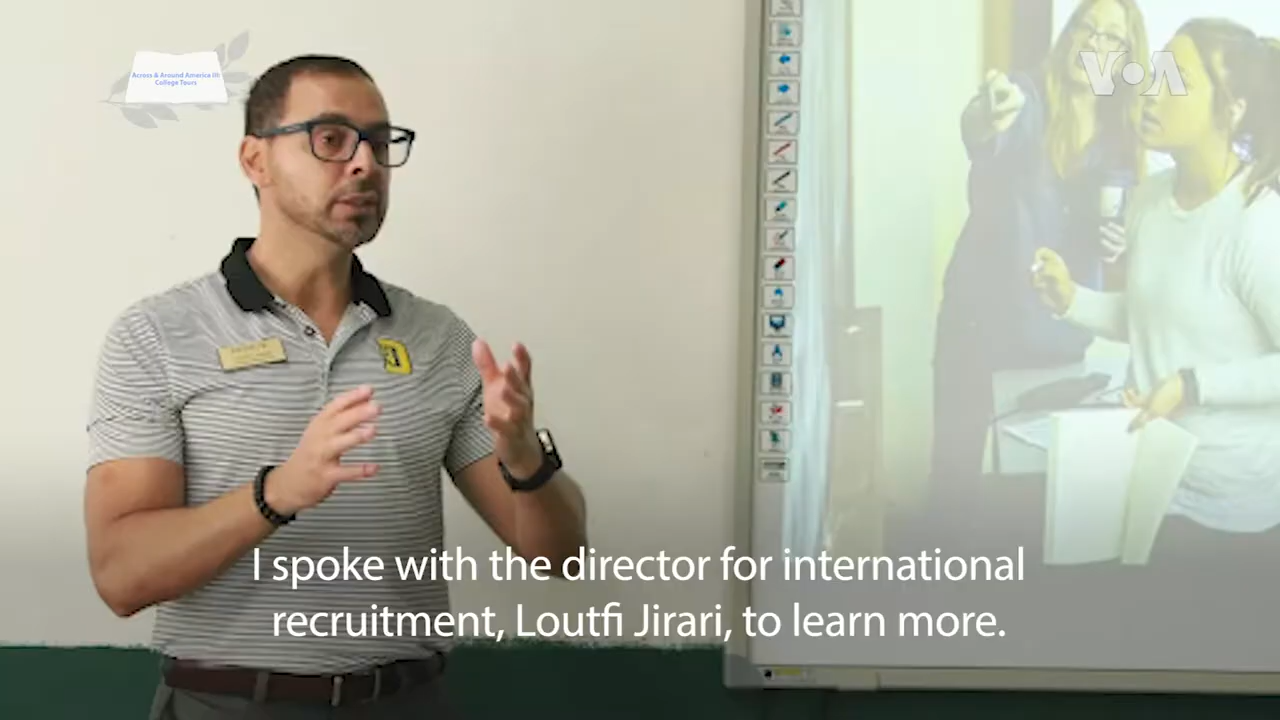 Across & Around America III:
College Tours
VOA
I spoke with the director for international
recruitment, Loutfi Jirari, to learn more.